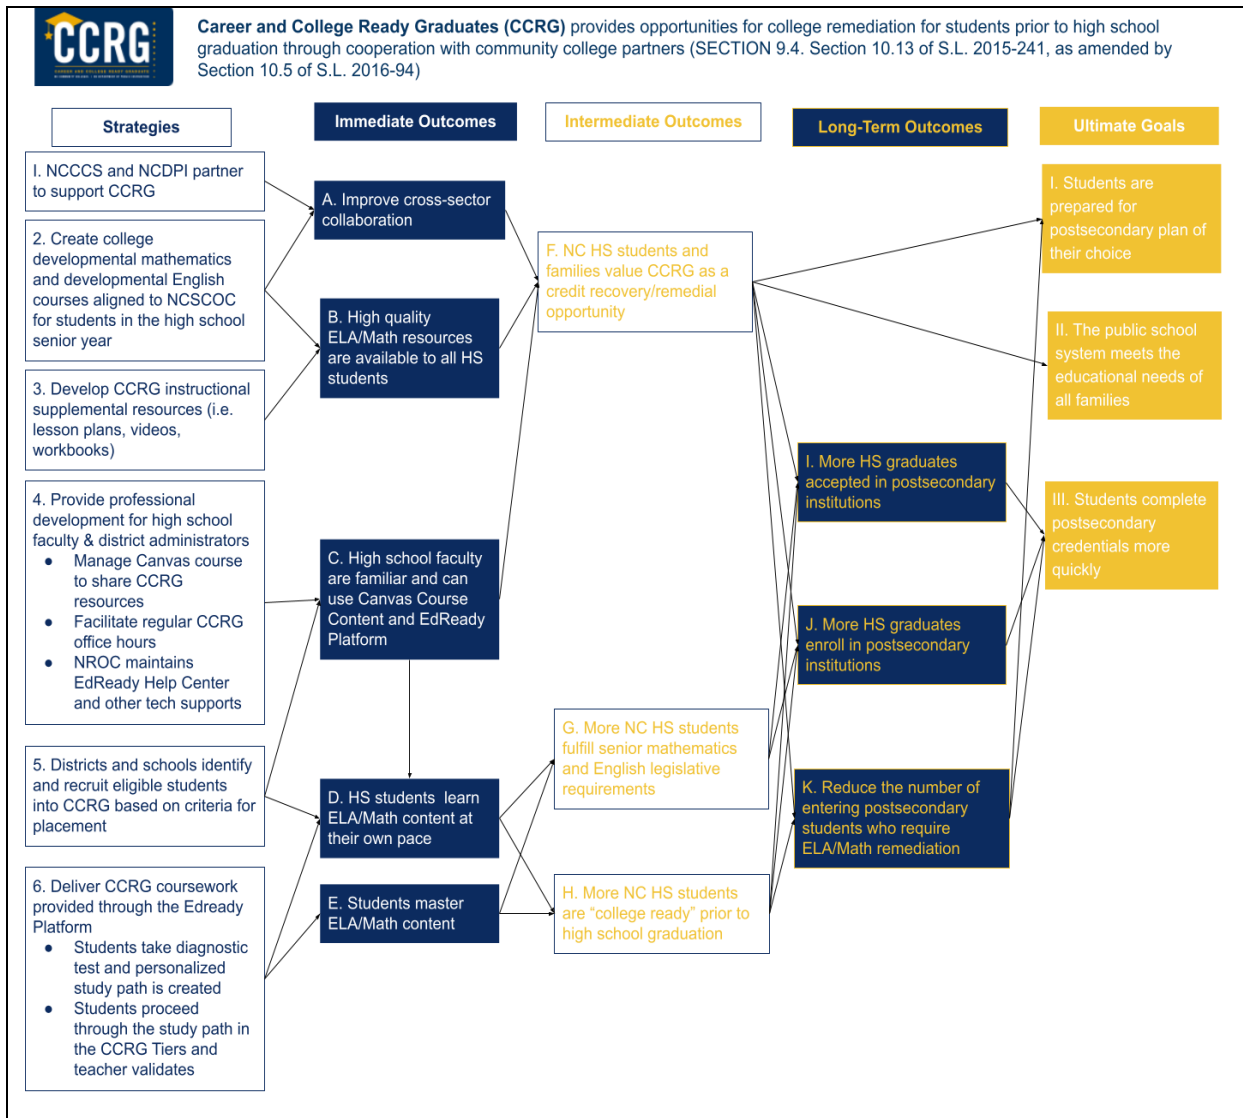 CCRG
Career and College Ready Graduates (CCRG) provides opportunities for college remediation for students prior to high school
graduation through cooperation with community college partners (SECTION 9.4. Section 10.13 of S.L. 2015-241, as amended by
Section 10.5 of S.L. 2016-94)
Strategies
I. NCCCS and NCDPI partner
to support CCRG
2. Create college
developmental mathematics
and developmental English
courses aligned to NCSCOC
for students in the high school
senior year
3. Develop CCRG instructional
supplemental resources (i.e.
lesson plans, videos,
workbooks)
4. Provide professional
development for high school
faculty & district administrators
● Manage Canvas course
to share CCRG
resources
● Facilitate regular CCRG
office hours
● NROC maintains
EdReady Help Center
and other tech supports
5. Districts and schools identify
and recruit eligible students
into CCRG based on criteria for
placement
6. Deliver CCRG coursework
provided through the Edready
Platform
● Students take diagnostic
test and personalized
study path is created
● Students proceed
through the study path in
the CCRG Tiers and
teacher validates
Immediate Outcomes
A. Improve cross-sector
collaboration
B. High quality
ELA/Math resources
are available to all HS
students
C. High school faculty
are familiar and can
use Canvas Course
Content and EdReady
Platform
D. HS students learn
ELA/Math content at
their own pace
E. Students master
ELA/Math content
Intermediate Outcomes
F. NC HS students and
families value CCRG as a
credit recovery/remedial
opportunity
G. More NC HS students
fulfill senior mathematics
and English legislative
requirements
H. More NC HS students
are “college ready” prior to
high school graduation
Long-Term Outcomes
I. More HS graduates
accepted in postsecondary
institutions
J. More HS graduates
enroll in postsecondary
institutions
K. Reduce the number of
entering postsecondary
students who require
ELA/Math remediation
Ultimate Goals
I. Students are
prepared for
postsecondary plan of
their choice
II. The public school
system meets the
educational needs of
all families
III. Students complete
postsecondary
credentials more
quickly